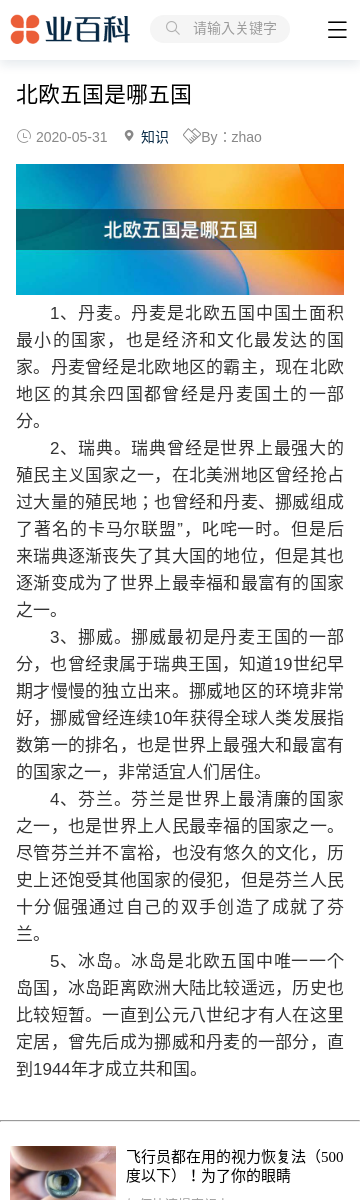 业百科
请输入关键字
北欧五国是哪五国
2020-05-31 知识 By：zhao
北欧五国是哪五国
1、丹麦。丹麦是北欧五国中国土面积
最小的国家，也是经济和文化最发达的国
家。丹麦曾经是北欧地区的霸主，现在北欧
地区的其余四国都曾经是丹麦国土的一部
分。
2、瑞典。瑞典曾经是世界上最强大的
殖民主义国家之一，在北美洲地区曾经抢占
过大量的殖民地；也曾经和丹麦、挪威组成
了著名的卡马尔联盟”，叱咤一时。但是后
来瑞典逐渐丧失了其大国的地位，但是其也
逐渐变成为了世界上最幸福和最富有的国家
之一。
3、挪威。挪威最初是丹麦王国的一部
分，也曾经隶属于瑞典王国，知道19世纪早
期才慢慢的独立出来。挪威地区的环境非常
好，挪威曾经连续10年获得全球人类发展指
数第一的排名，也是世界上最强大和最富有
的国家之一，非常适宜人们居住。
4、芬兰。芬兰是世界上最清廉的国家
之一，也是世界上人民最幸福的国家之一。
尽管芬兰并不富裕，也没有悠久的文化，历
史上还饱受其他国家的侵犯，但是芬兰人民
十分倔强通过自己的双手创造了成就了芬
兰。
5、冰岛。冰岛是北欧五国中唯一一个
岛国，冰岛距离欧洲大陆比较遥远，历史也
比较短暂。一直到公元八世纪才有人在这里
定居，曾先后成为挪威和丹麦的一部分，直
到1944年才成立共和国。
飞行员都在用的视力恢复法（500
度以下）！为了你的眼睛